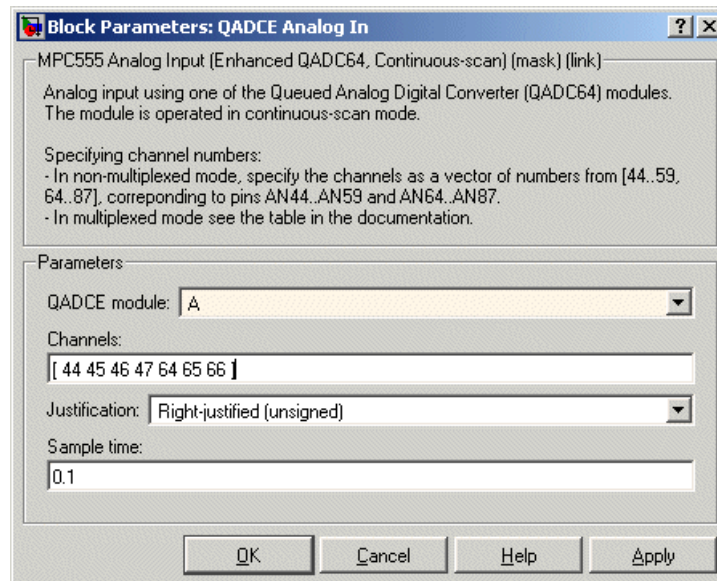 Block Parameters: QADCE Analog In
MPC555 Analog Input (Enhanced QADC64, Continuous-scan) (mask) (link)
Analog input using one of the Queued Analog Digital Converter (QADC64) modules.
The module is operated in continuous-scan mode.
Specifying channel numbers:
- In non-multiplexed mode, specify the channels as a vector of numbers from [44..59,
64..87], correponding to pins AN44..AN59 and AN64..AN87.
- In multiplexed mode see the table in the documentation.
Parameters
QADCE module: A
Channels:
[ 44 45 46 47 64 65 66 ]
Justification: Right-justified (unsigned)
Sample time:
0.1
OK Cancel Help Apply